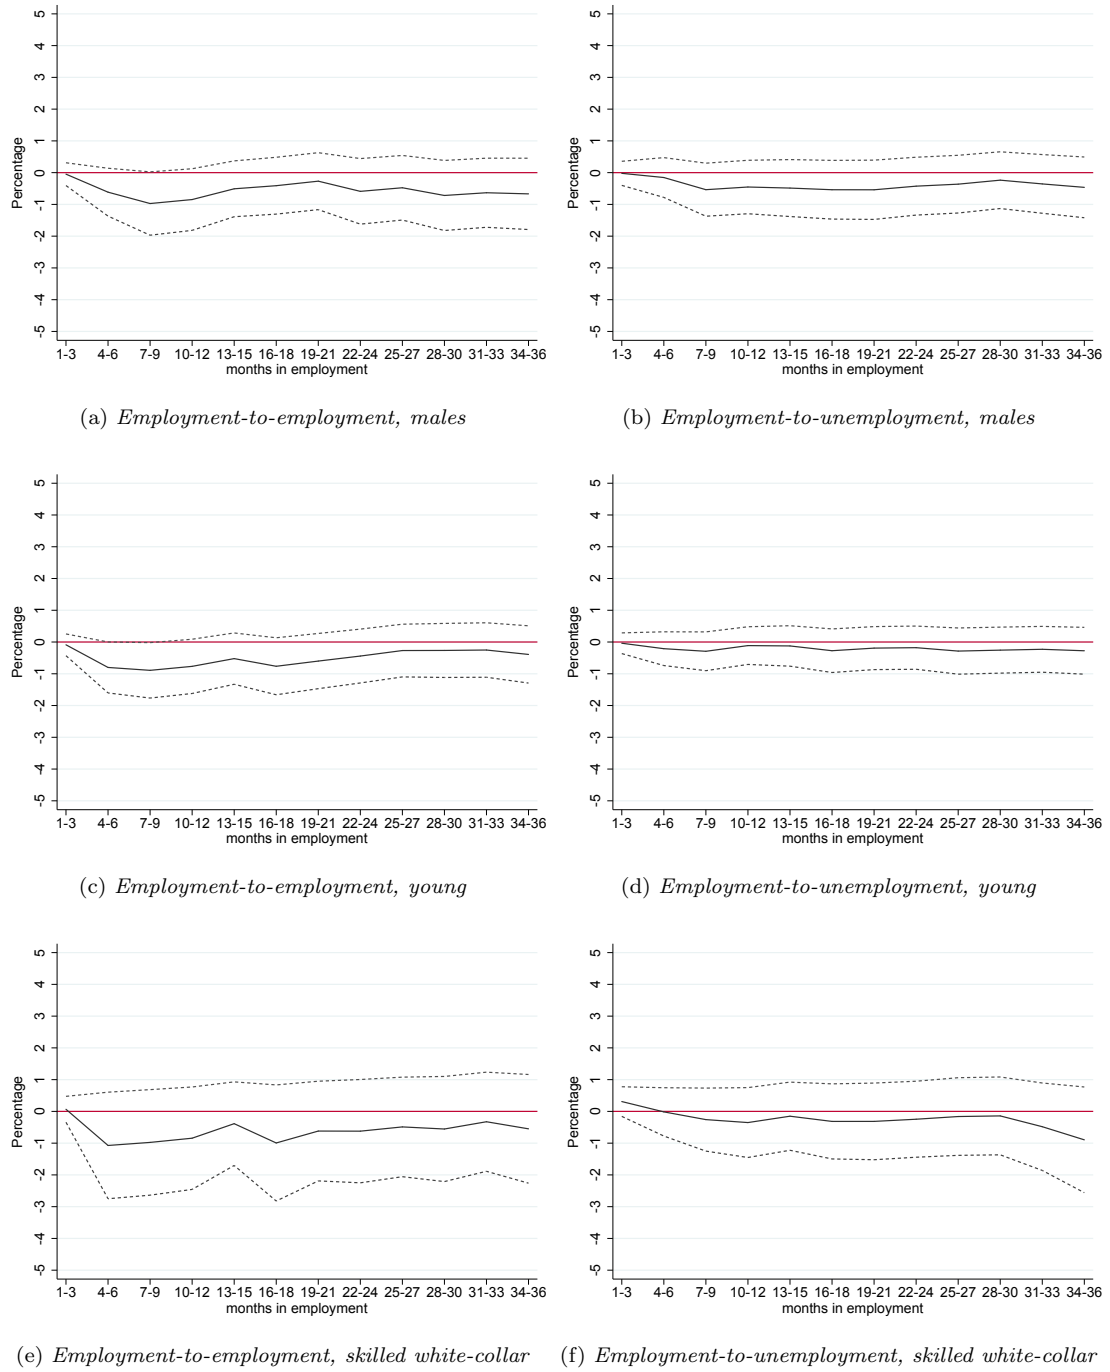 5
4
3
2
1
0
-1
-2
-3
-4
-5
Percentage
1-3 4-6 7-9 10-12 13-15 16-18 19-21 22-24 25-27 28-30 31-33 34-36
months in employment
(a) Employment-to-employment, males
5
4
3
2
1
0
-1
-2
-3
-4
-5
Percentage
1-3 4-6 7-9 10-12 13-15 16-18 19-21 22-24 25-27 28-30 31-33 34-36
months in employment
(b) Employment-to-unemployment, males
5
4
3
2
1
0
-1
-2
-3
-4
-5
Percentage
1-3 4-6 7-9 10-12 13-15 16-18 19-21 22-24 25-27 28-30 31-33 34-36
months in employment
(c) Employment-to-employment, young
5
4
3
2
1
0
-1
-2
-3
-4
-5
Percentage
1-3 4-6 7-9 10-12 13-15 16-18 19-21 22-24 25-27 28-30 31-33 34-36
months in employment
(d) Employment-to-unemployment, young
5
4
3
2
1
0
-1
-2
-3
-4
-5
Percentage
1-3 4-6 7-9 10-12 13-15 16-18 19-21 22-24 25-27 28-30 31-33 34-36
months in employment
(e) Employment-to-employment, skilled white-collar
5
4
3
2
1
0
-1
-2
-3
-4
-5
Percentage
1-3 4-6 7-9 10-12 13-15 16-18 19-21 22-24 25-27 28-30 31-33 34-36
months in employment
(f) Employment-to-unemployment, skilled white-collar